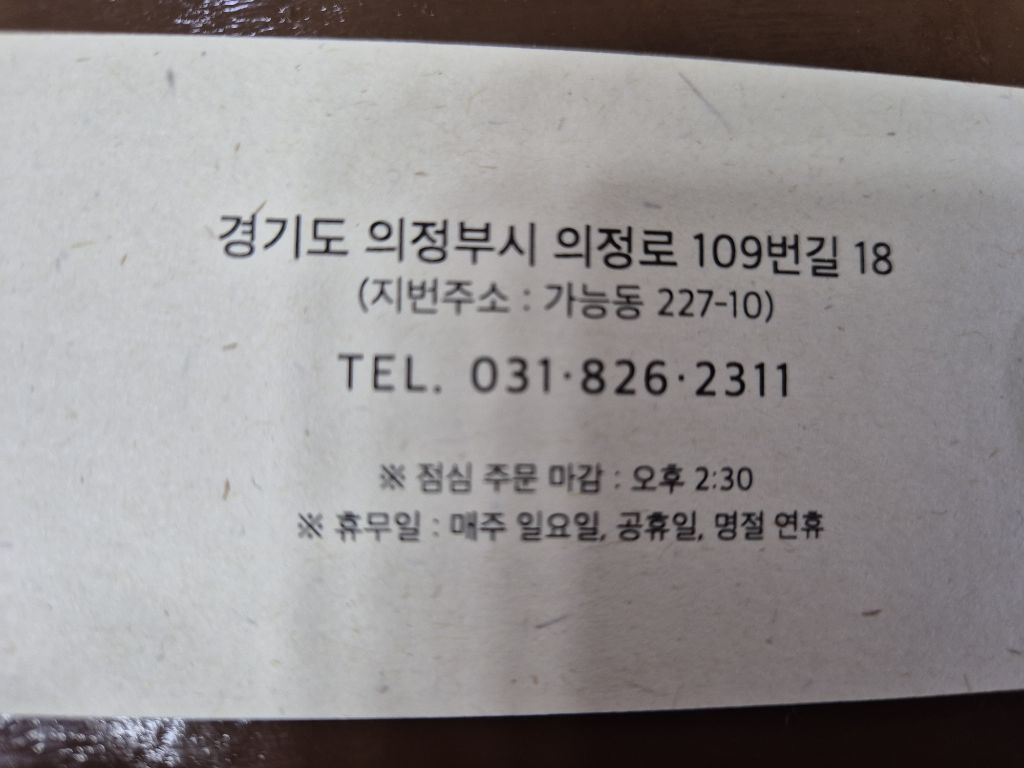 경기도 의정부시 의정로 109번길 18
(지번주소 : 가능동 227-10)
TEL. 031·826·2311
※ 점심 주문 마감 : 오후 2:30
※ 휴무일 : 매주 일요일, 공휴일, 명절 연휴